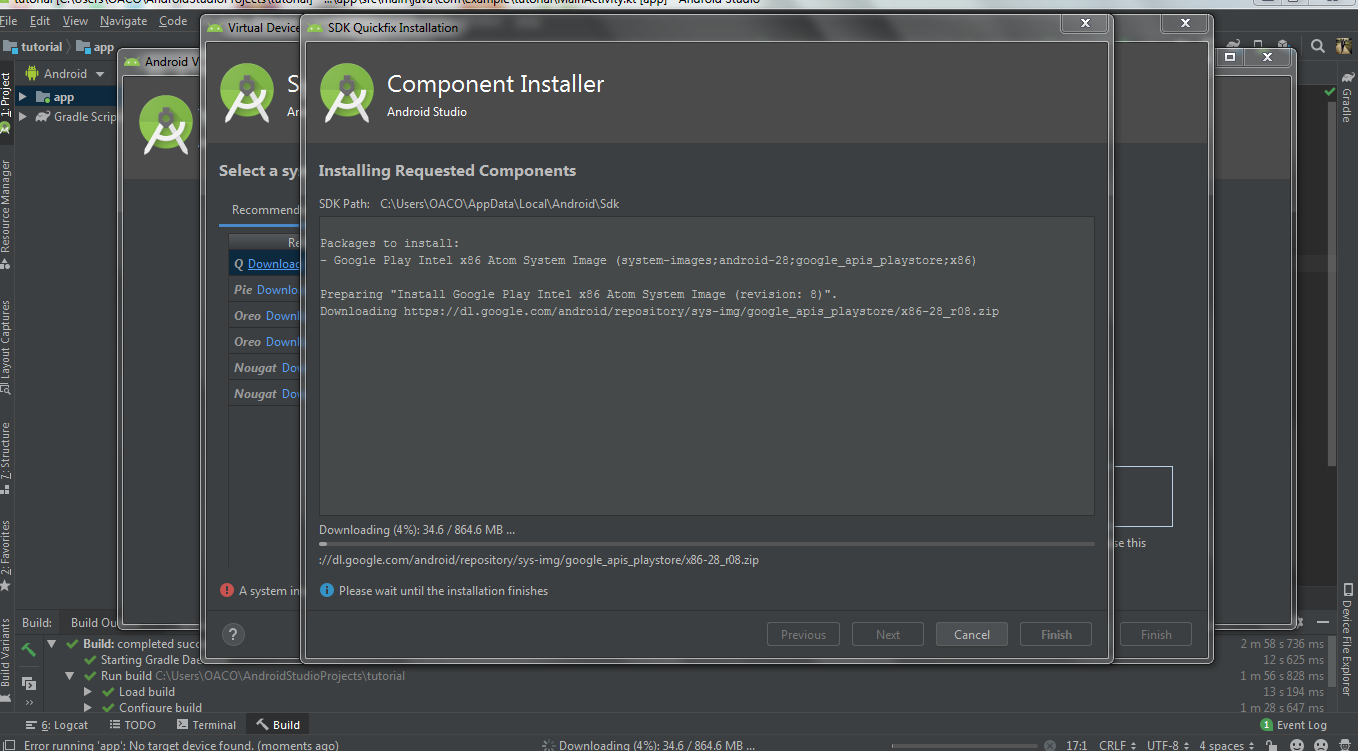 tutorial [C:\Users\OACO\AndroidStudioProjects\tutorial] - ...\app\src\main\java\com\example\tutorial\MainActivity.kt [app] - Android Studio
File Edit View Navigate Code
tutorial app
Android
app
Gradle Scrip
1: Project
Resource Manager
Layout Captures
7: Structure
2: Favorites
Build Variants
Android V
Virtual Device
S
An
Select a sy
Recommend
Re
Q Download
Pie Downlo
Oreo Downl
Oreo Downl
Nougat Dow
Nougat Dow
A system in
?
SDK Quickfix Installation
Component Installer
Android Studio
Installing Requested Components
SDK Path: C:\Users\OACO\AppData\Local\Android\Sdk
Packages to install:
- Google Play Intel x86 Atom System Image (system-images;android-28;google_apis_playstore;x86)
Preparing "Install Google Play Intel x86 Atom System Image (revision: 8)".
Downloading https://dl.google.com/android/repository/sys-img/google_apis_playstore/x86-28_r08.zip
Downloading (4%): 34.6 / 864.6 MB ...
://dl.google.com/android/repository/sys-img/google_apis_playstore/x86-28_r08.zip
Please wait until the installation finishes
Previous Next Cancel Finish
se this
Finish
Gradle
Device File Explorer
Build: Build Ou
Build: completed succ
2 m 58 s 736 ms
Starting Gradle Dae
12 s 625 ms
Run build C:\Users\OACO\AndroidStudioProjects\tutorial
1 m 56 s 828 ms
Load build
13 s 194 ms
Configure build
1 m 28 s 647 ms
6: Logcat TODO Terminal Build
1 Event Log
Error running 'app': No target device found. (moments ago)
Downloading (4%): 34.6 / 864.6 MB ...
17:1 CRLF UTF-8 4 spaces